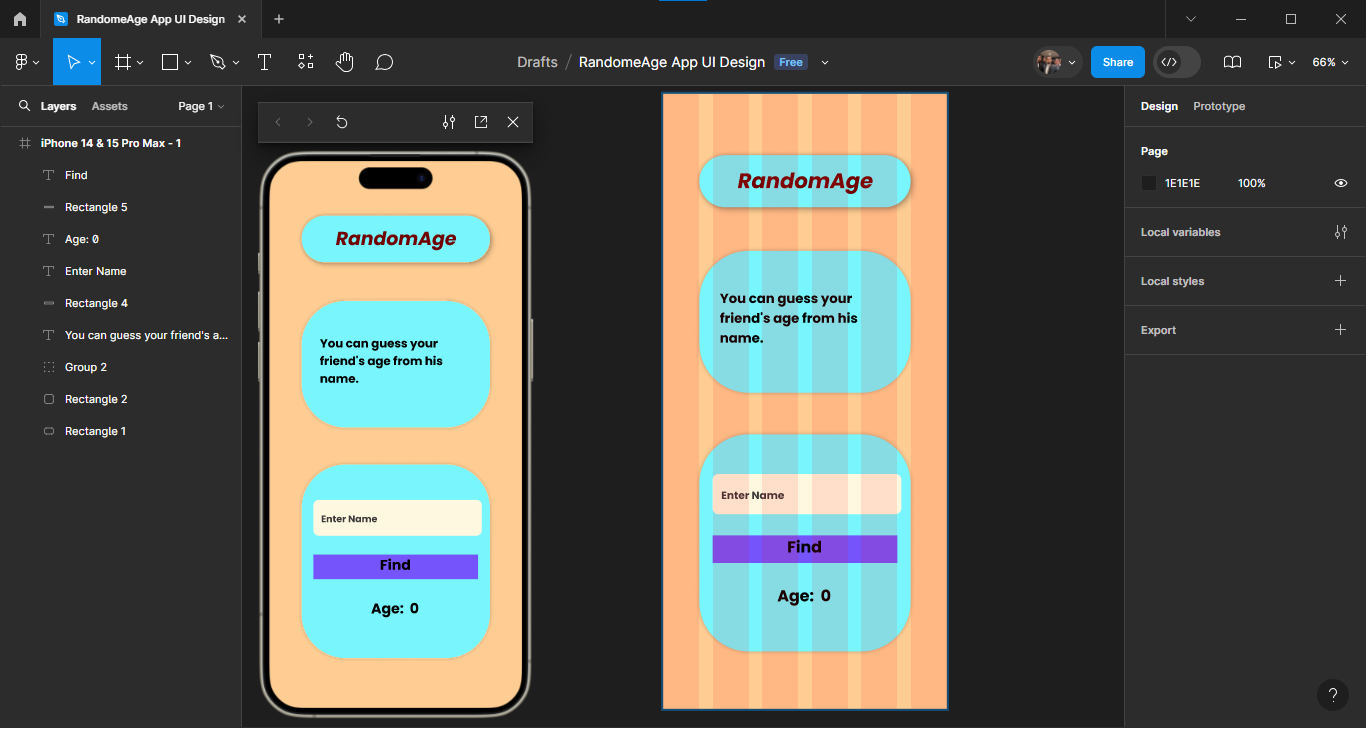 RandomeAge App UI Design
Drafts / RandomeAge App UI Design Free
Share
66%
Layers Assets Page 1
iPhone 14 & 15 Pro Max - 1
Find
Rectangle 5
Age: 0
Enter Name
Rectangle 4
You can guess your friend's a...
Group 2
Rectangle 2
Rectangle 1
RandomAge
You can guess your
friend's age from his
name.
Enter Name
Find
Age: 0
RandomAge
You can guess your
friend's age from his
name.
Enter Name
Find
Age: 0
Design Prototype
Page
1E1E1E 100%
Local variables
Local styles
Export
?